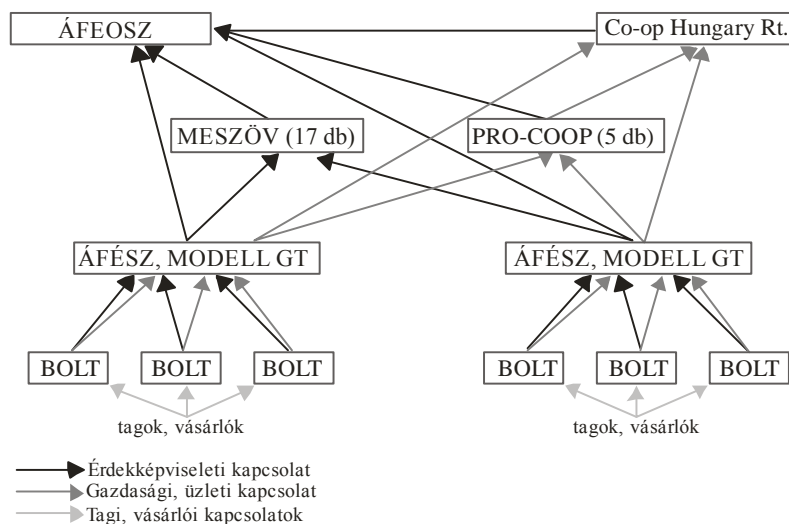 ÁFEOSZ
Co-op Hungary Rt.
MESZÖV (17 db)
PRO-COOP (5 db)
ÁFÉSZ, MODELL GT
ÁFÉSZ, MODELL GT
BOLT
BOLT
BOLT
BOLT
BOLT
BOLT
tagok, vásárlók
tagok, vásárlók
Érdekképviseleti kapcsolat
Gazdasági, üzleti kapcsolat
Tagi, vásárlói kapcsolatok